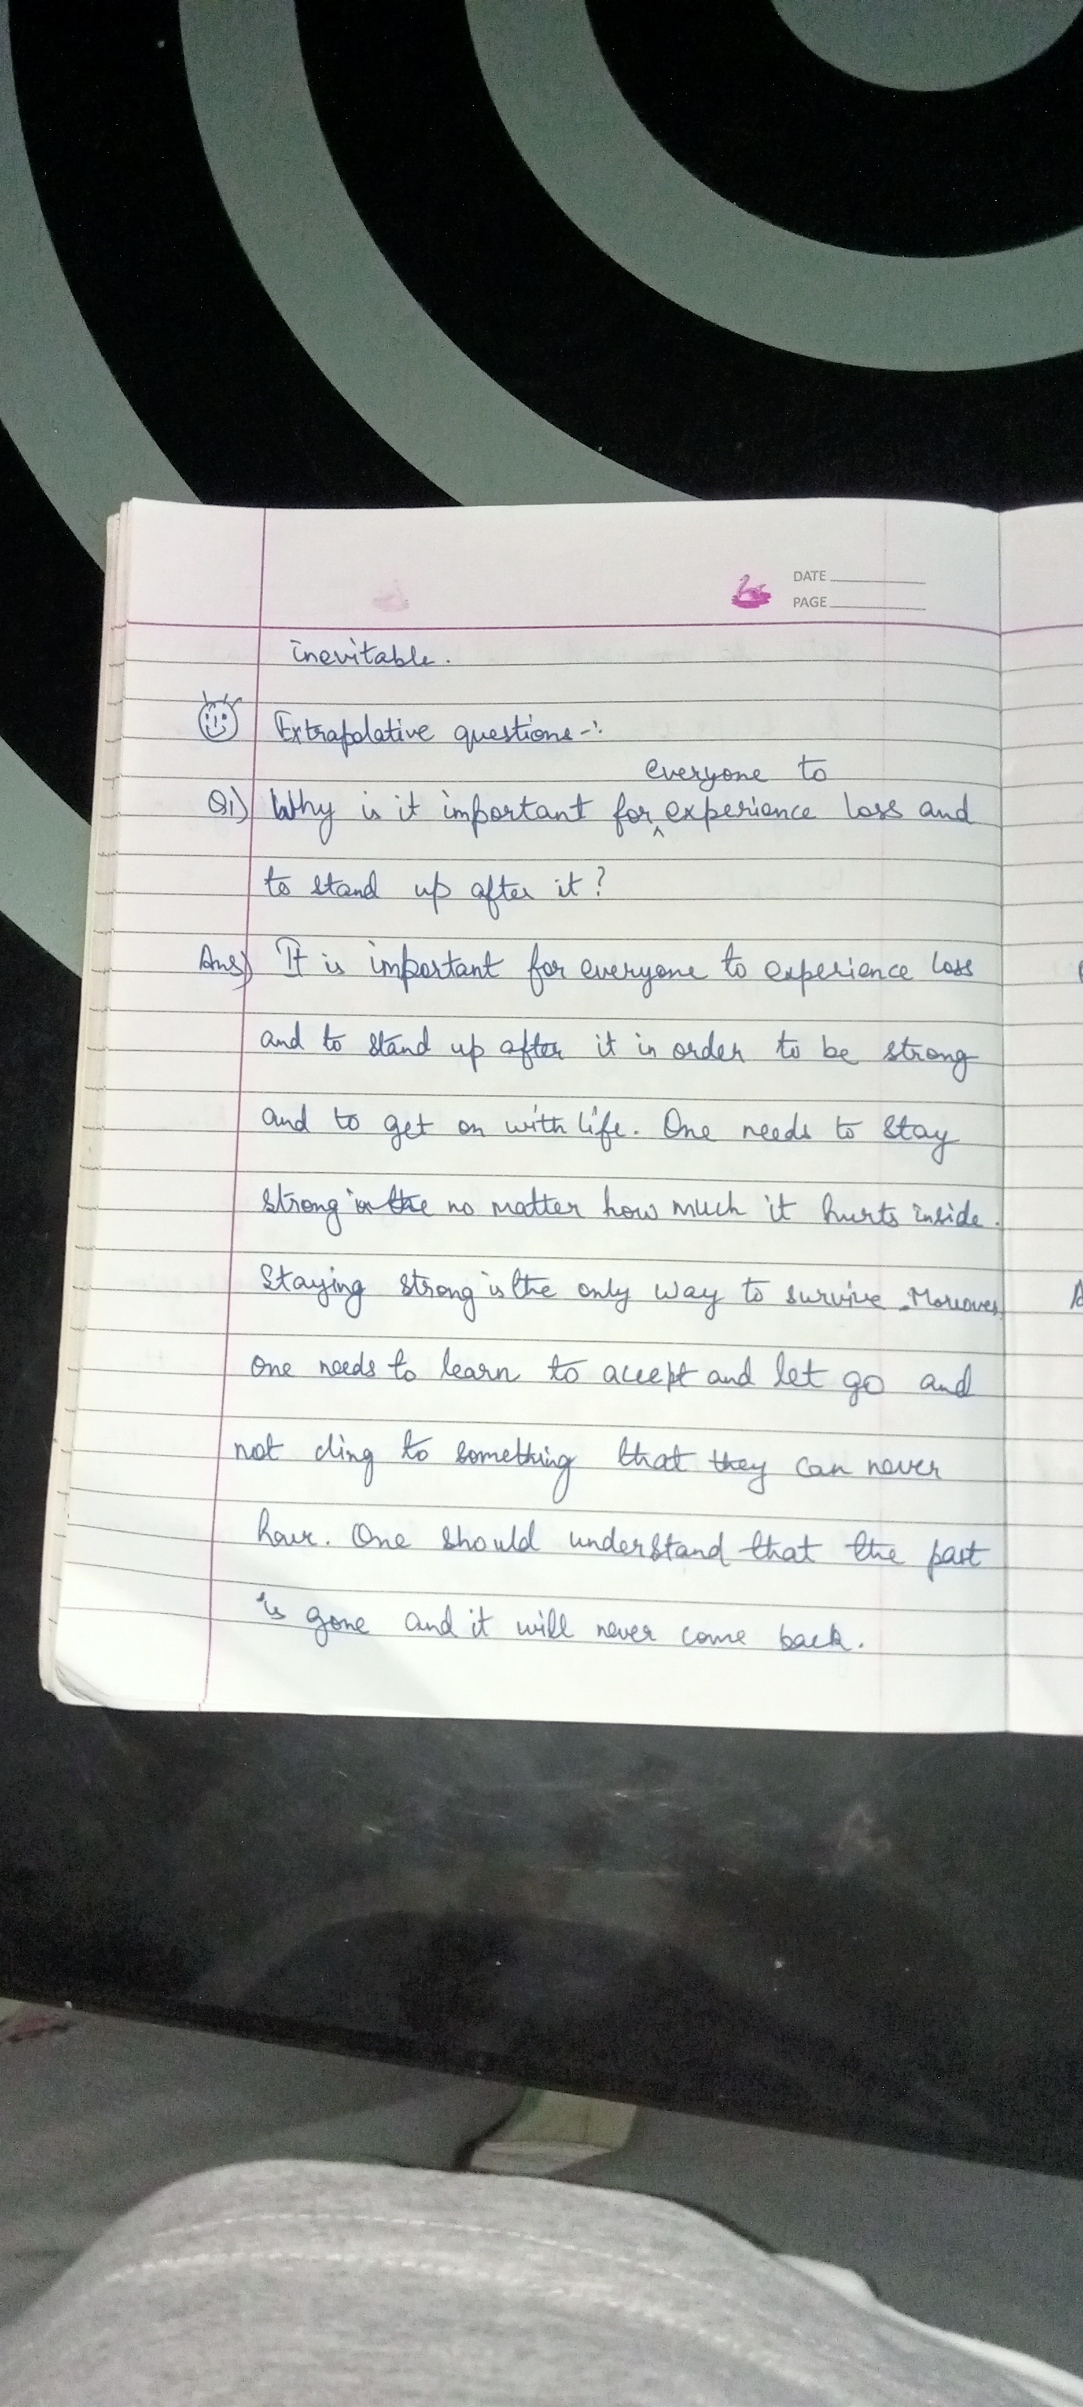 DATE
PAGE
inevitable.
Extrapolative questions -:
everyone to
Q1) Why is it important for ^ experience loss and
to stand up after it?
Ans) It is important for everyone to experience loss
and to stand up after it in order to be strong
and to get on with life. One needs to stay
strong in the no matter how much it hurts inside.
Staying strong is the only way to survive. Moreover,
one needs to learn to accept and let go and
not cling to something that they can never
have. One should understand that the past
is gone and it will never come back.